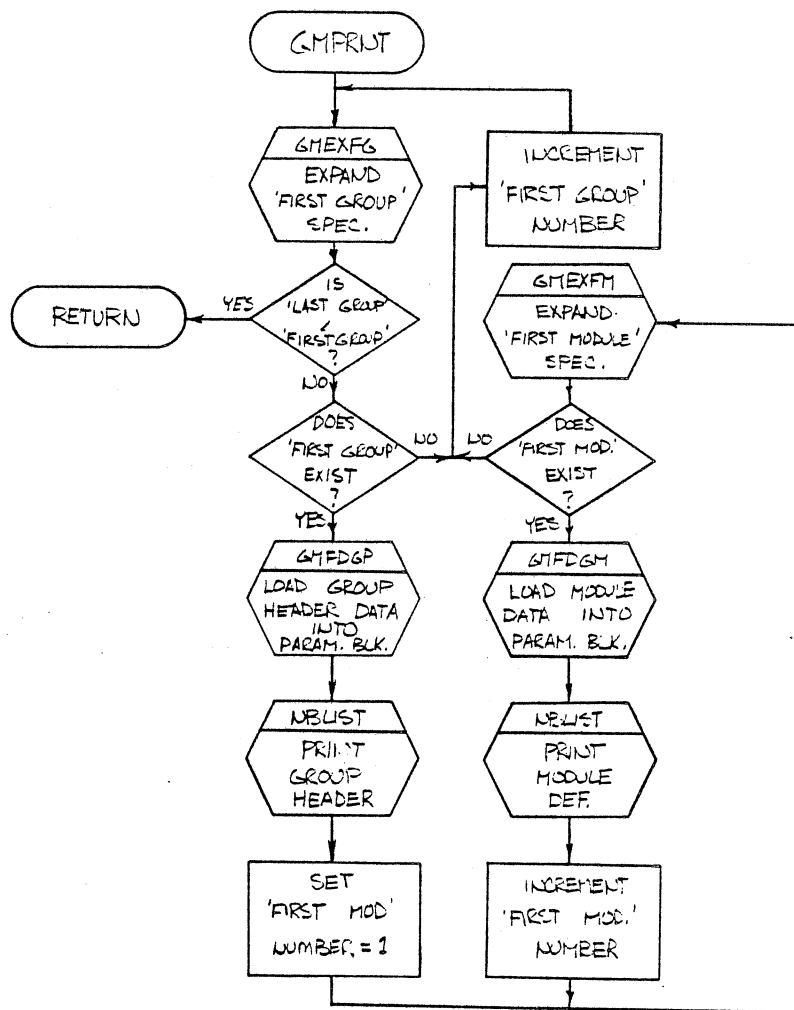 GMPRNT
GMEXFG
EXPAND
'FIRST GROUP'
SPEC.
INCREMENT
'FIRST GROUP'
NUMBER
RETURN
YES
IS
'LAST GROUP'
<
'FIRST GROUP'
?
NO
GMEXFM
EXPAND
'FIRST MODULE'
SPEC.
DOES
'FIRST GROUP'
EXIST
?
NO
NO
DOES
'FIRST MOD.'
EXIST
?
YES
YES
GMFDGP
LOAD GROUP
HEADER DATA
INTO
PARAM. BLK.
GMFDGM
LOAD MODULE
DATA INTO
PARAM. BLK.
NBLIST
PRINT
GROUP
HEADER
NBLIST
PRINT
MODULE
DEF.
SET
'FIRST MOD'
NUMBER = 1
INCREMENT
'FIRST MOD.'
NUMBER